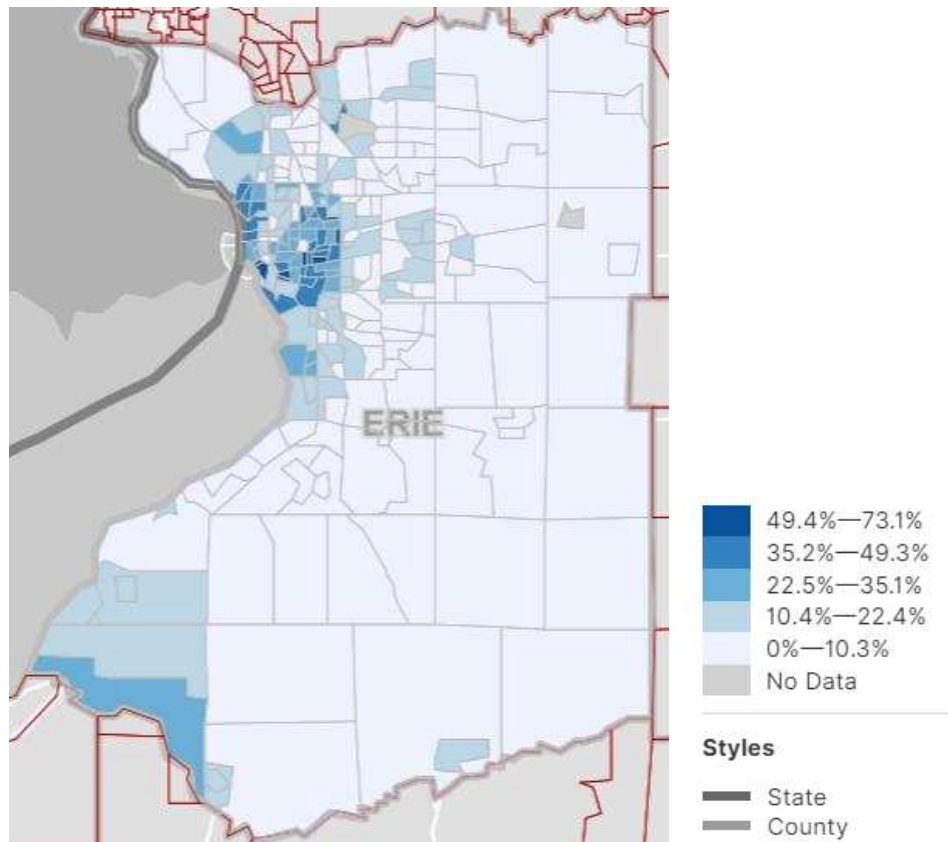 ERIE
49.4%—73.1%
35.2%—49.3%
22.5%—35.1%
10.4%—22.4%
0%—10.3%
No Data
Styles
State
County